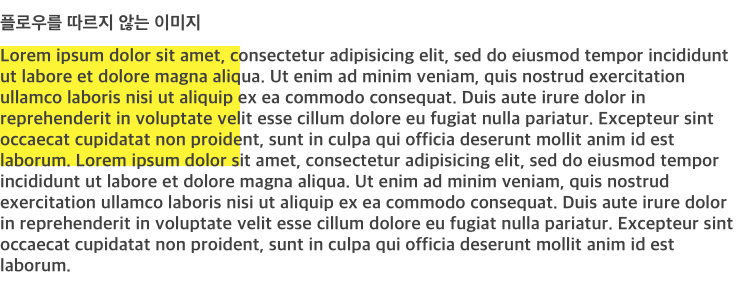 플로우를 따르지 않는 이미지
Lorem ipsum dolor sit amet, consectetur adipisicing elit, sed do eiusmod tempor incididunt
ut labore et dolore magna aliqua. Ut enim ad minim veniam, quis nostrud exercitation
ullamco laboris nisi ut aliquip ex ea commodo consequat. Duis aute irure dolor in
reprehenderit in voluptate velit esse cillum dolore eu fugiat nulla pariatur. Excepteur sint
occaecat cupidatat non proident, sunt in culpa qui officia deserunt mollit anim id est
laborum. Lorem ipsum dolor sit amet, consectetur adipisicing elit, sed do eiusmod tempor
incididunt ut labore et dolore magna aliqua. Ut enim ad minim veniam, quis nostrud
exercitation ullamco laboris nisi ut aliquip ex ea commodo consequat. Duis aute irure dolor
in reprehenderit in voluptate velit esse cillum dolore eu fugiat nulla pariatur. Excepteur sint
occaecat cupidatat non proident, sunt in culpa qui officia deserunt mollit anim id est
laborum.